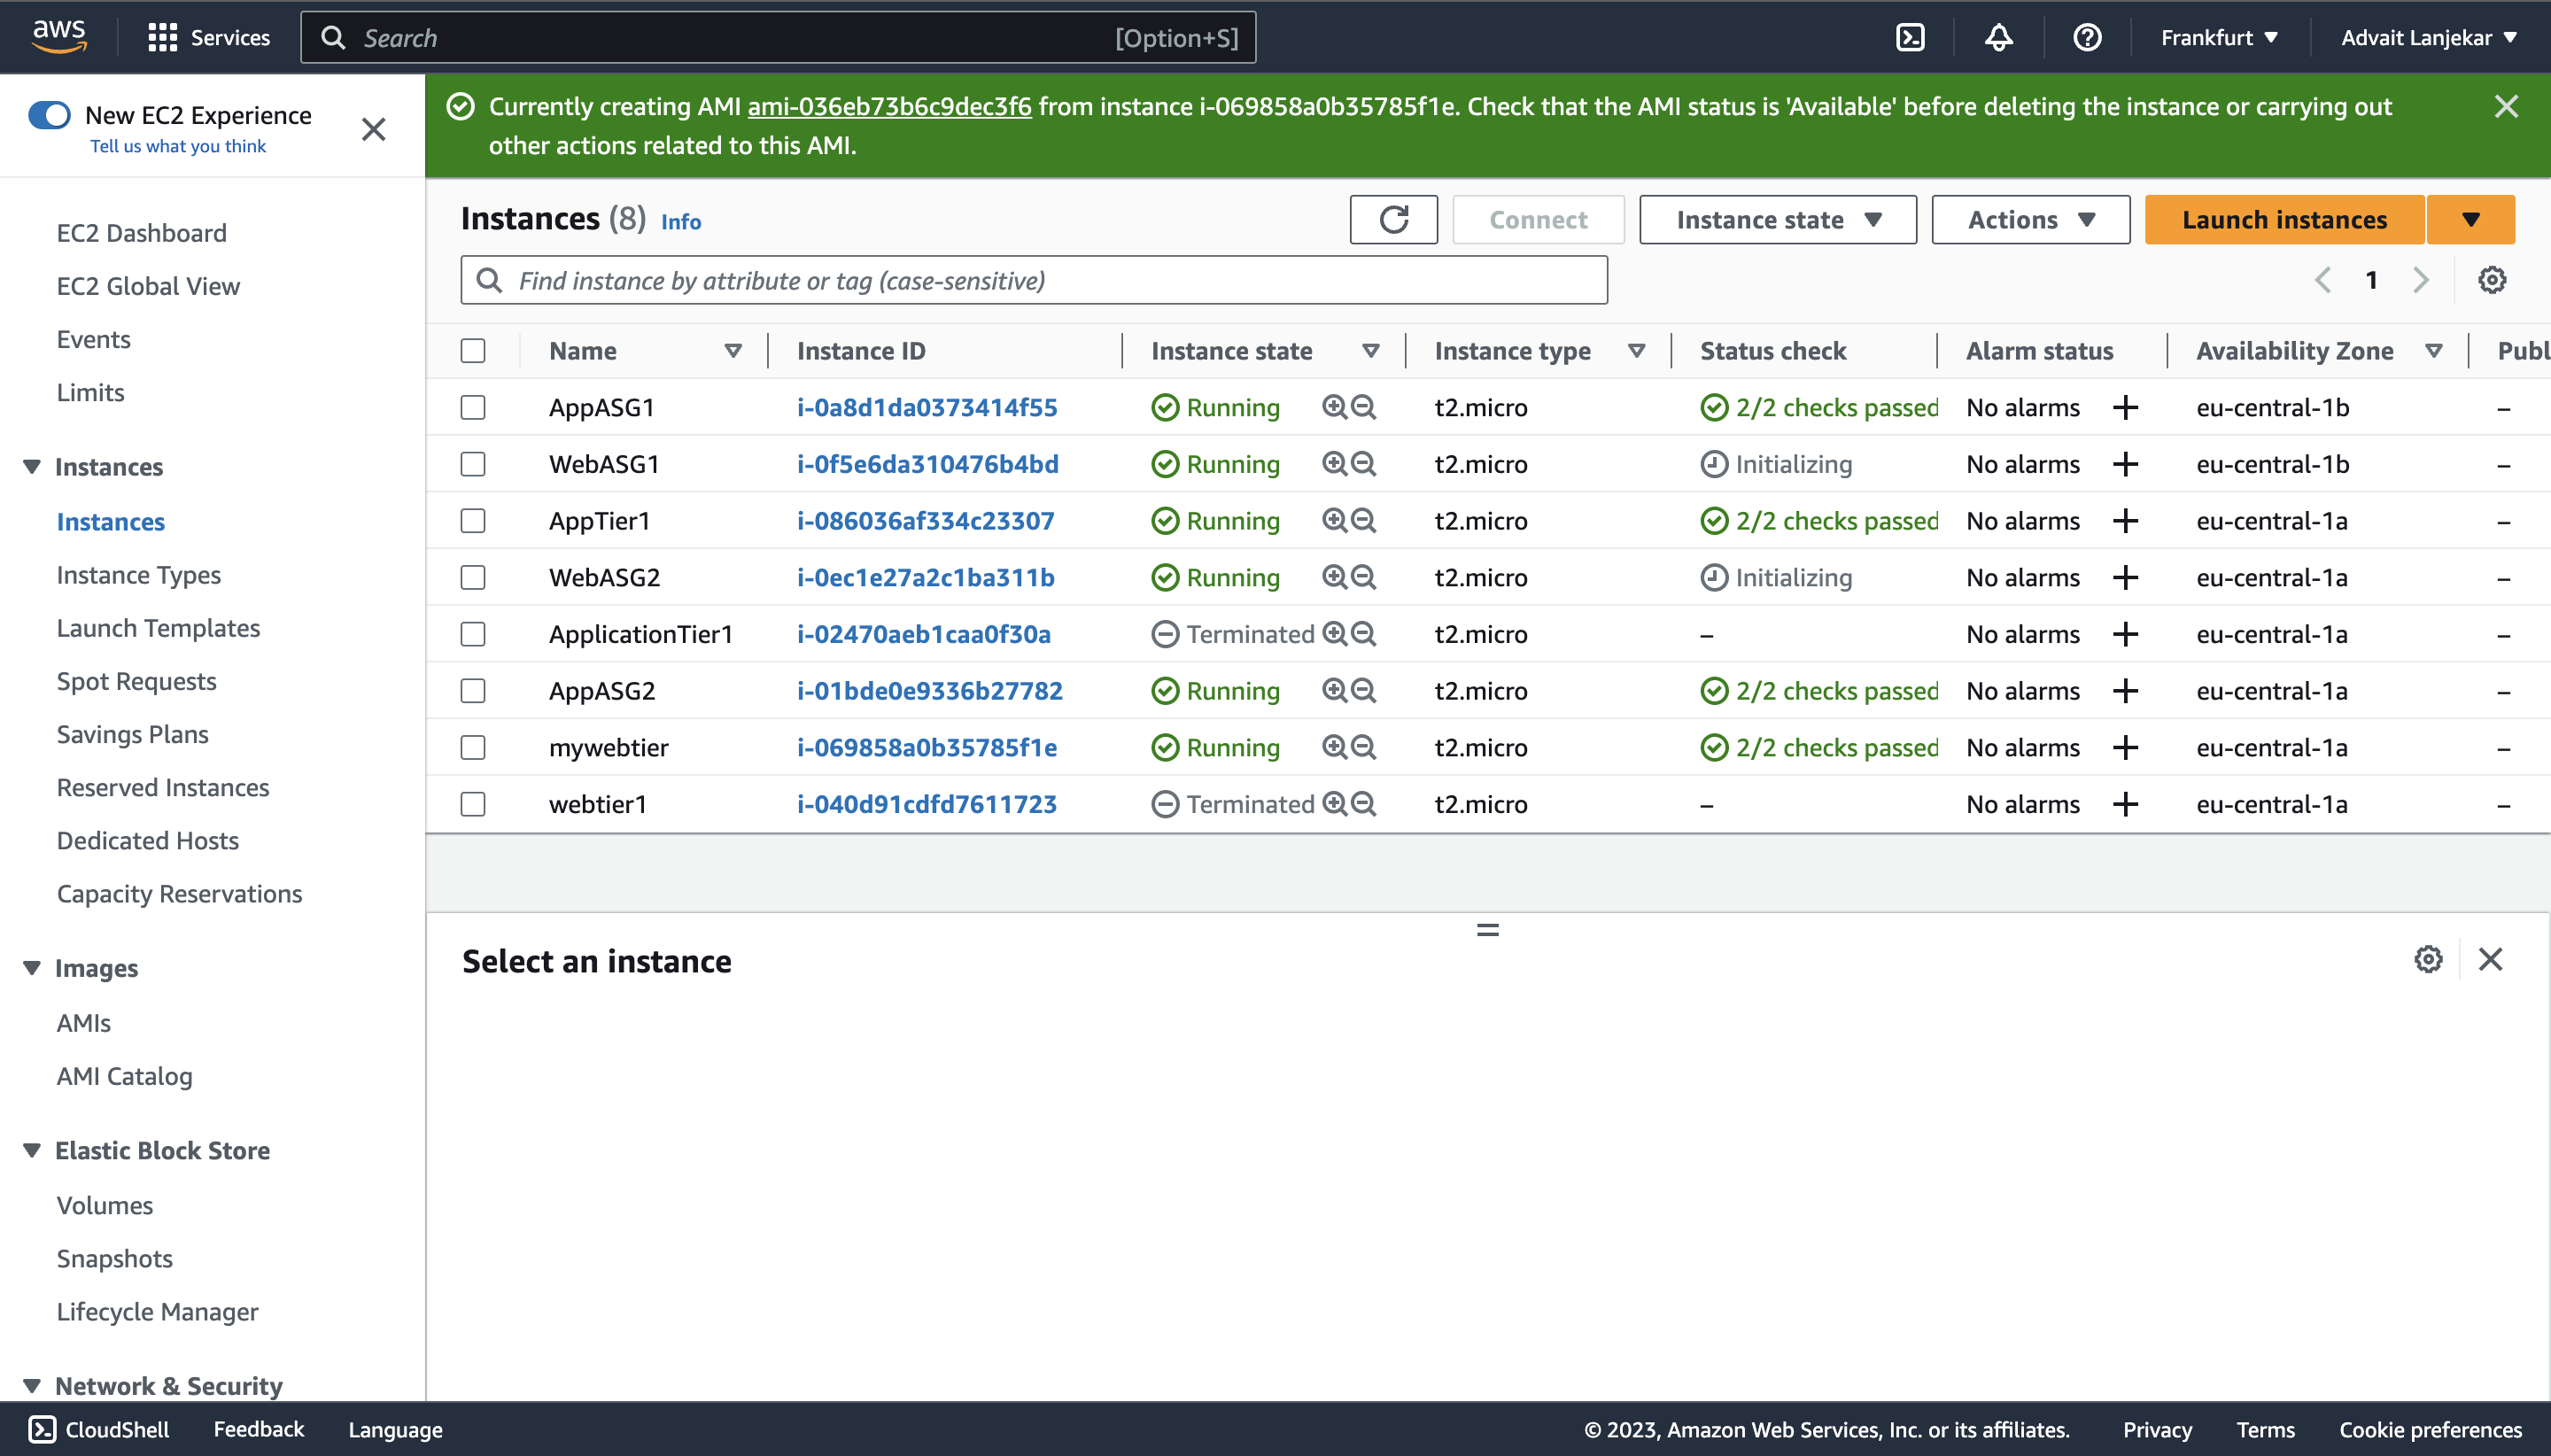 aws
Services
Search
[Option+S]
Frankfurt
Advait Lanjekar
New EC2 Experience
Tell us what you think
Currently creating AMI ami-036eb73b6c9dec3f6 from instance i-069858a0b35785f1e. Check that the AMI status is 'Available' before deleting the instance or carrying out
other actions related to this AMI.
EC2 Dashboard
EC2 Global View
Events
Limits
Instances
Instances
Instance Types
Launch Templates
Spot Requests
Savings Plans
Reserved Instances
Dedicated Hosts
Capacity Reservations
Images
AMIs
AMI Catalog
Elastic Block Store
Volumes
Snapshots
Lifecycle Manager
Network & Security
Instances (8) Info
Connect
Instance state
Actions
Launch instances
Find instance by attribute or tag (case-sensitive)
1
Name Instance ID Instance state Instance type Status check Alarm status Availability Zone Publ
AppASG1 i-0a8d1da0373414f55 Running t2.micro 2/2 checks passed No alarms + eu-central-1b –
WebASG1 i-0f5e6da310476b4bd Running t2.micro Initializing No alarms + eu-central-1b –
AppTier1 i-086036af334c23307 Running t2.micro 2/2 checks passed No alarms + eu-central-1a –
WebASG2 i-0ec1e27a2c1ba311b Running t2.micro Initializing No alarms + eu-central-1a –
ApplicationTier1 i-02470aeb1caa0f30a Terminated t2.micro – No alarms + eu-central-1a –
AppASG2 i-01bde0e9336b27782 Running t2.micro 2/2 checks passed No alarms + eu-central-1a –
mywebtier i-069858a0b35785f1e Running t2.micro 2/2 checks passed No alarms + eu-central-1a –
webtier1 i-040d91cdfd7611723 Terminated t2.micro – No alarms + eu-central-1a –
Select an instance
CloudShell
Feedback
Language
© 2023, Amazon Web Services, Inc. or its affiliates.
Privacy
Terms
Cookie preferences